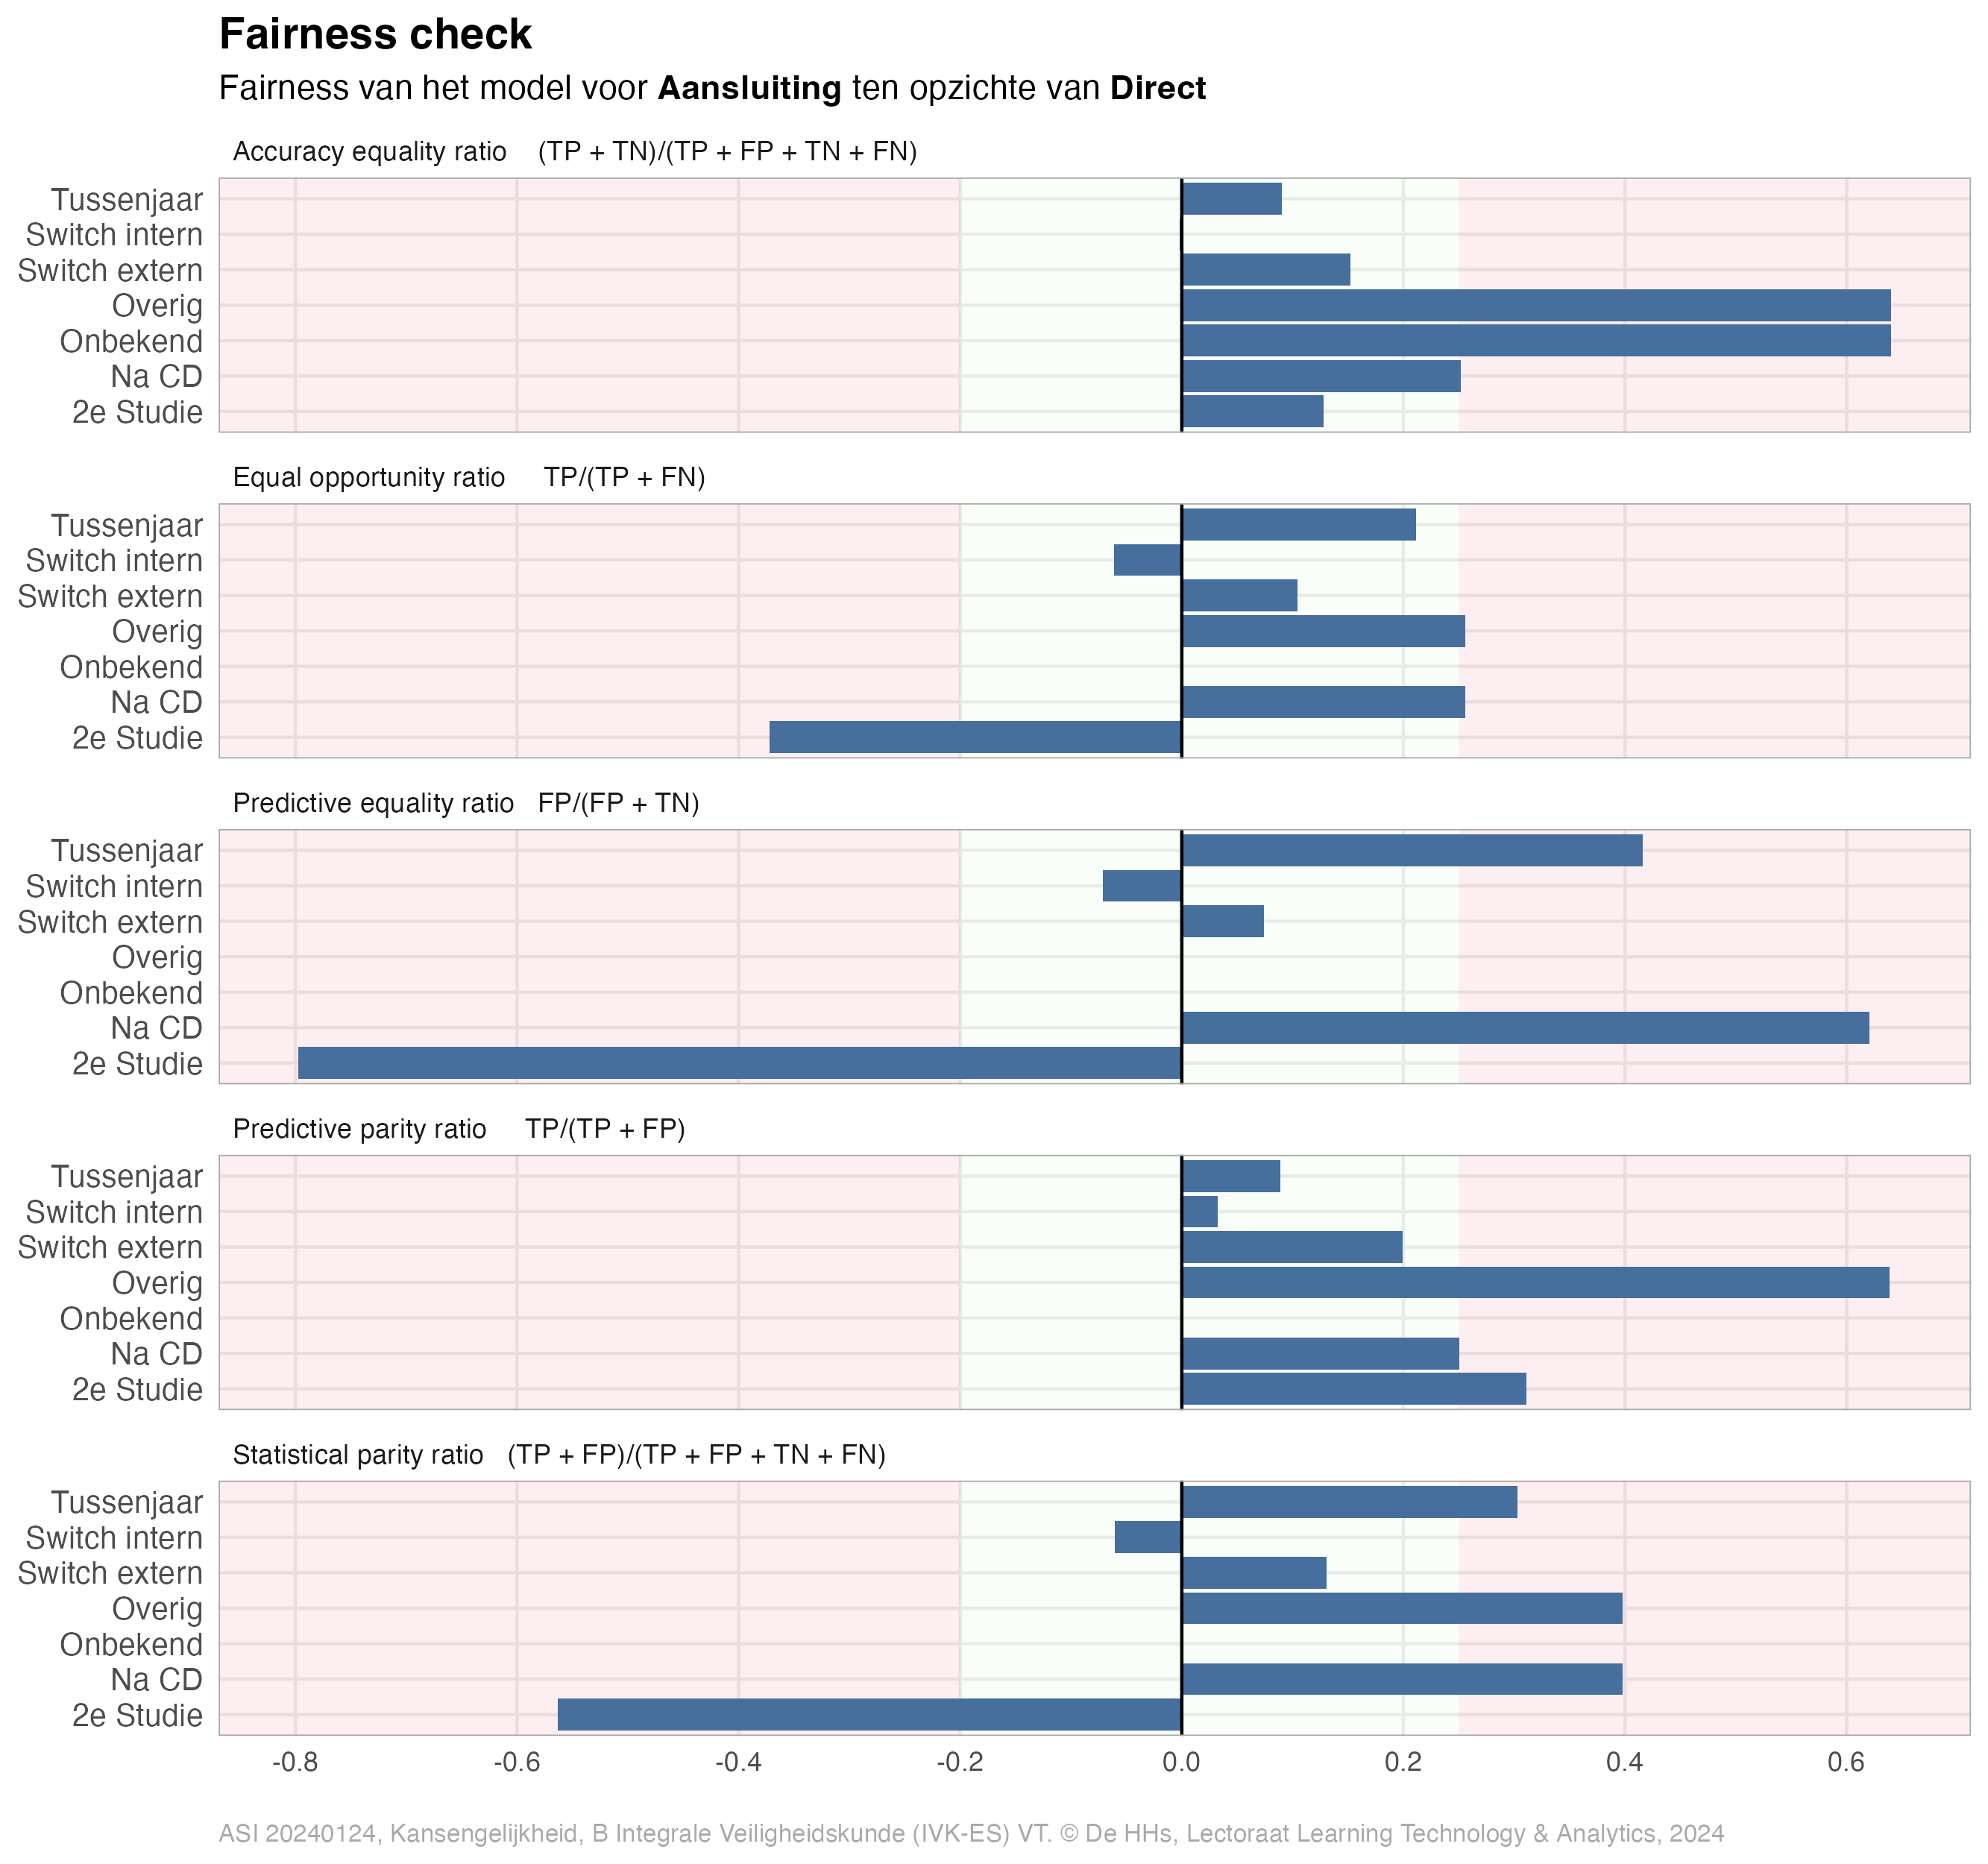 Fairness check
Fairness van het model voor Aansluiting ten opzichte van Direct
Accuracy equality ratio (TP + TN)/(TP + FP + TN + FN)
Tussenjaar
Switch intern
Switch extern
Overig
Onbekend
Na CD
2e Studie
Equal opportunity ratio TP/(TP + FN)
Tussenjaar
Switch intern
Switch extern
Overig
Onbekend
Na CD
2e Studie
Predictive equality ratio FP/(FP + TN)
Tussenjaar
Switch intern
Switch extern
Overig
Onbekend
Na CD
2e Studie
Predictive parity ratio TP/(TP + FP)
Tussenjaar
Switch intern
Switch extern
Overig
Onbekend
Na CD
2e Studie
Statistical parity ratio (TP + FP)/(TP + FP + TN + FN)
Tussenjaar
Switch intern
Switch extern
Overig
Onbekend
Na CD
2e Studie
-0.8 -0.6 -0.4 -0.2 0.0 0.2 0.4 0.6
ASI 20240124, Kansengelijkheid, B Integrale Veiligheidskunde (IVK-ES) VT. © De HHs, Lectoraat Learning Technology & Analytics, 2024